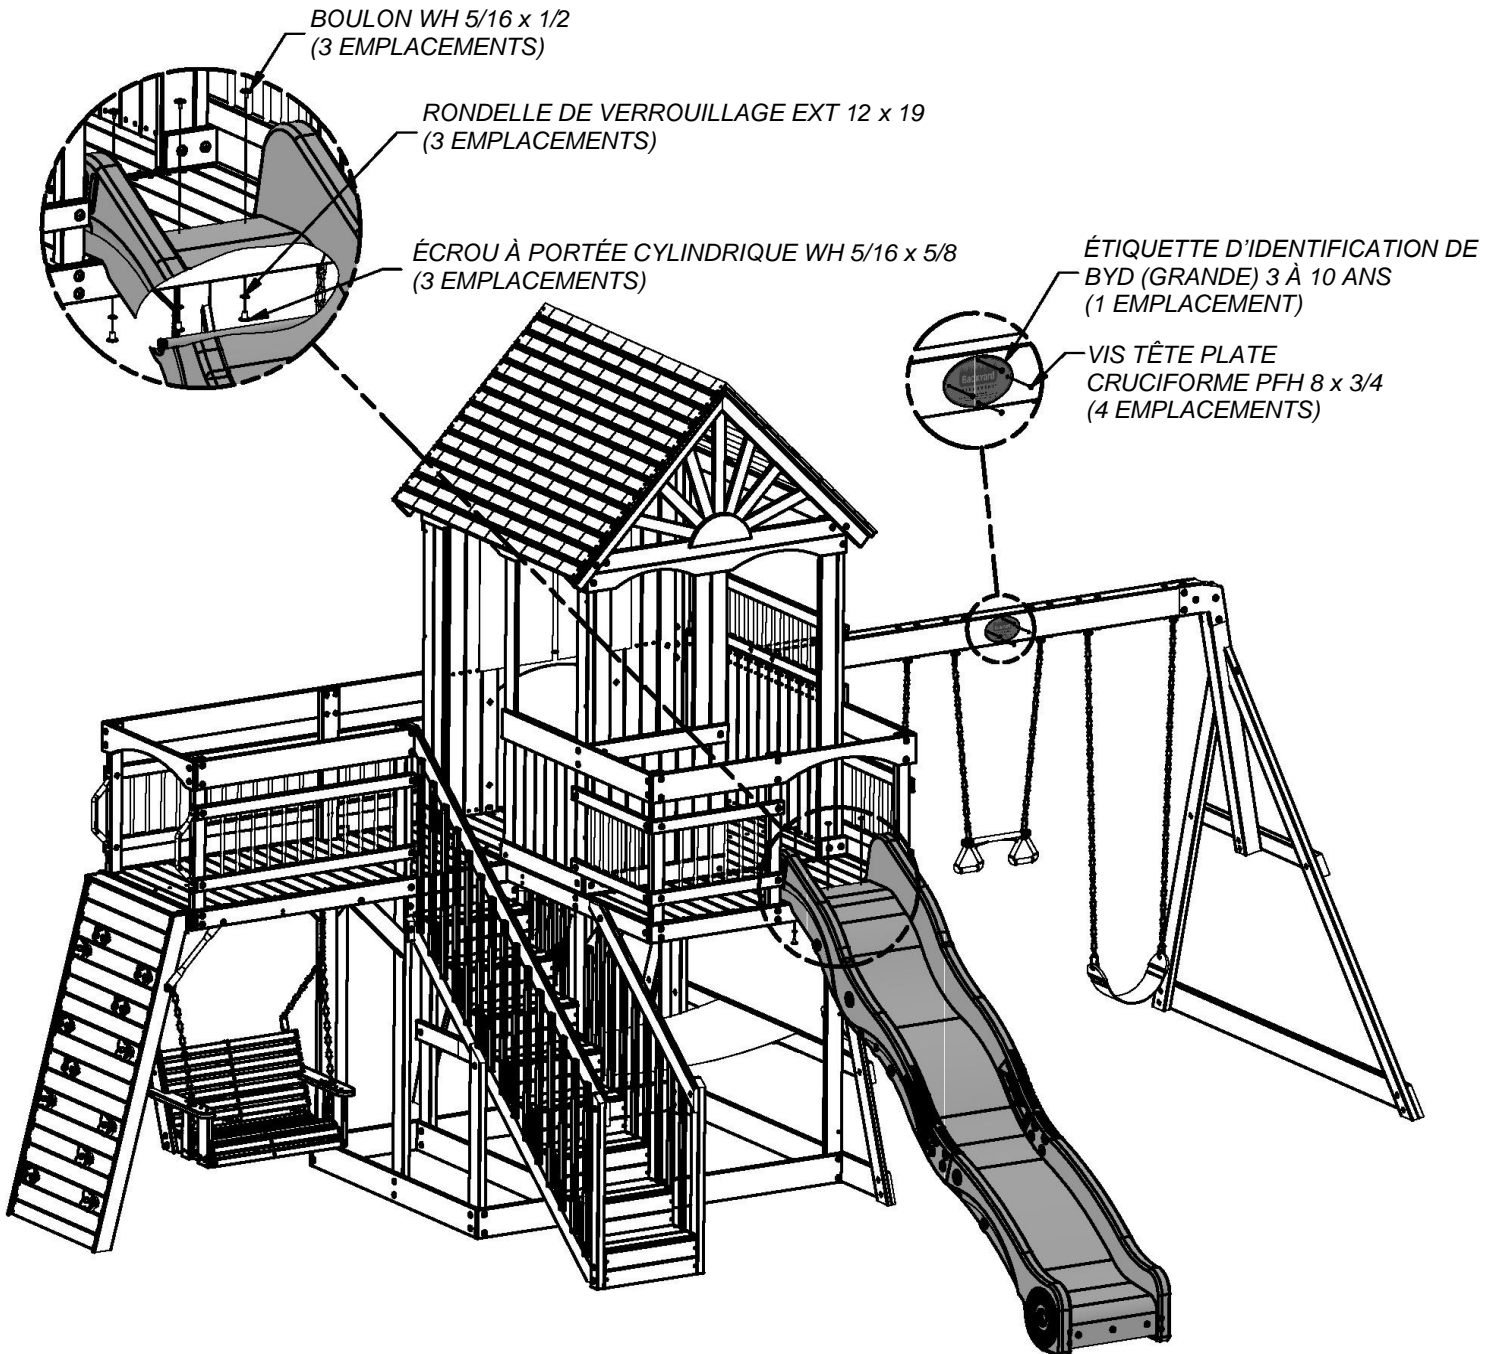 BOULON WH 5/16 x 1/2
(3 EMPLACEMENTS)
RONDELLE DE VERROUILLAGE EXT 12 x 19
(3 EMPLACEMENTS)
ÉCROU À PORTÉE CYLINDRIQUE WH 5/16 x 5/8
(3 EMPLACEMENTS)
ÉTIQUETTE D'IDENTIFICATION DE
BYD (GRANDE) 3 À 10 ANS
(1 EMPLACEMENT)
VIS TÊTE PLATE
CRUCIFORME PFH 8 x 3/4
(4 EMPLACEMENTS)
Backyard